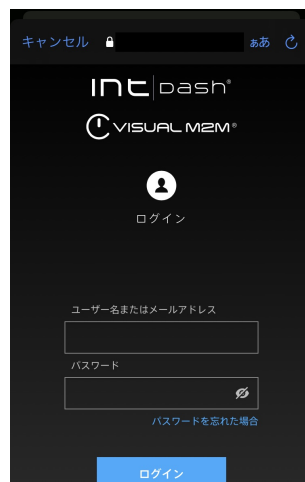 キャンセル
ぁあ
INT|DASH®
VISUAL M2M®
ログイン
ユーザー名またはメールアドレス
パスワード
パスワードを忘れた場合
ログイン